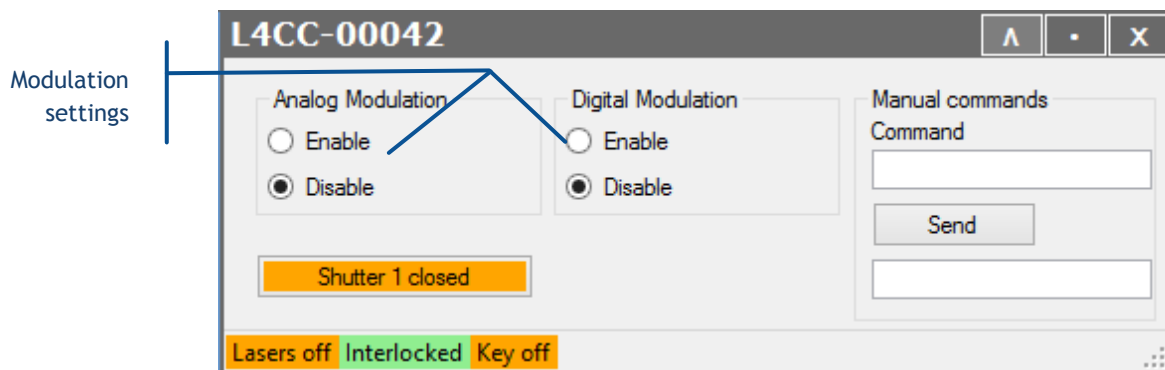 L4CC-00042
Λ · X
Modulation
settings
Analog Modulation
Enable
Disable
Digital Modulation
Enable
Disable
Manual commands
Command
Send
Shutter 1 closed
Lasers off Interlocked Key off